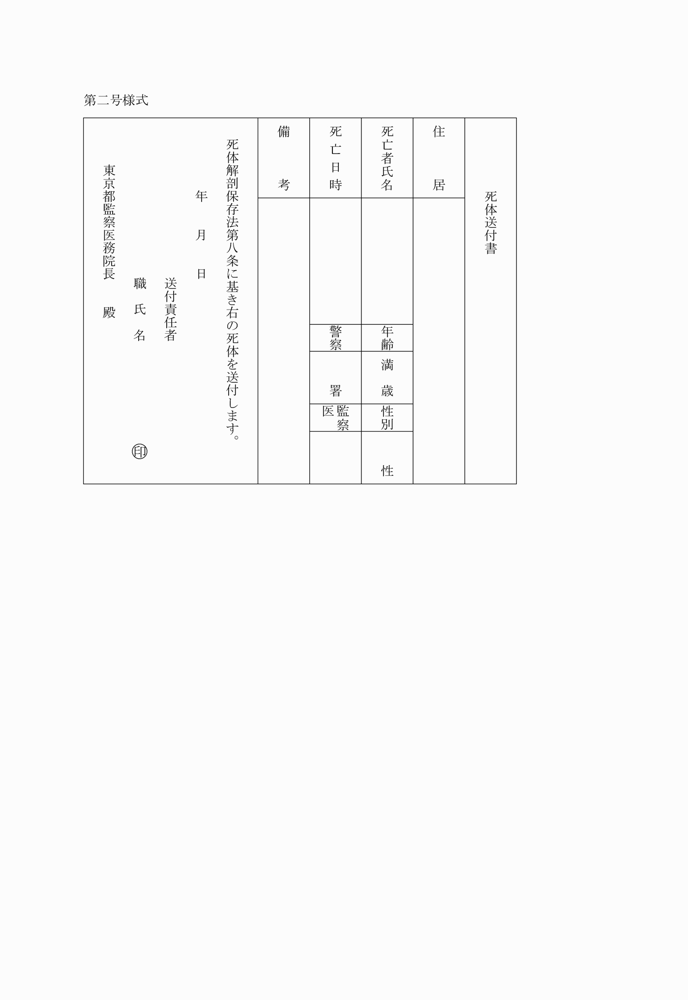 第二号様式
死体送付書
住居
死亡者氏名
年齢
満歳
性別
性
死亡日時
警察
署
監察
医
備考
死体解剖保存法第八条に基き右の死体を送付します。
年月日
送付責任者
職氏名 ㊞
東京都監察医務院長 殿